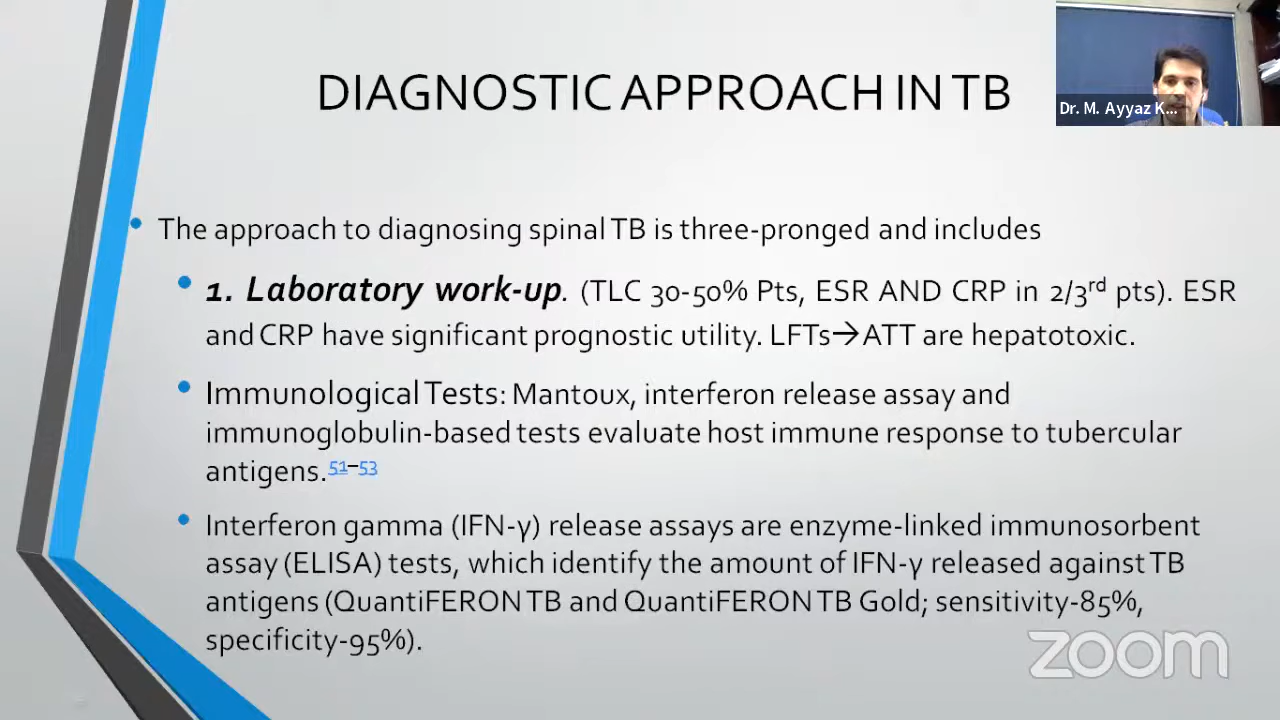 DIAGNOSTIC APPROACH IN TB
Dr. M. Ayyaz K...
• The approach to diagnosing spinal TB is three-pronged and includes
• 1. Laboratory work-up. (TLC 30-50% Pts, ESR AND CRP in 2/3rd pts). ESR
and CRP have significant prognostic utility. LFTs→ATT are hepatotoxic.
• Immunological Tests: Mantoux, interferon release assay and
immunoglobulin-based tests evaluate host immune response to tubercular
antigens.51–53
• Interferon gamma (IFN-γ) release assays are enzyme-linked immunosorbent
assay (ELISA) tests, which identify the amount of IFN-γ released against TB
antigens (QuantiFERON TB and QuantiFERON TB Gold; sensitivity-85%,
specificity-95%).
zoom